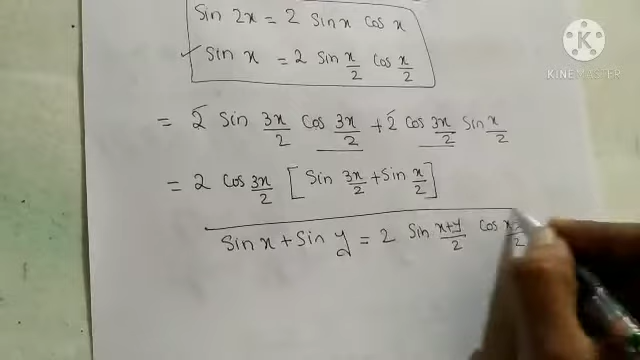 Sin 2x = 2 Sin x cos x
✓ Sin x = 2 Sin x/2 cos x/2
= 2 Sin 3x/2 cos 3x/2 + 2 cos 3x/2 Sin x/2
= 2 cos 3x/2 [ Sin 3x/2 + Sin x/2 ]
Sin x + Sin y = 2 Sin x+y/2 cos
KINEMASTER